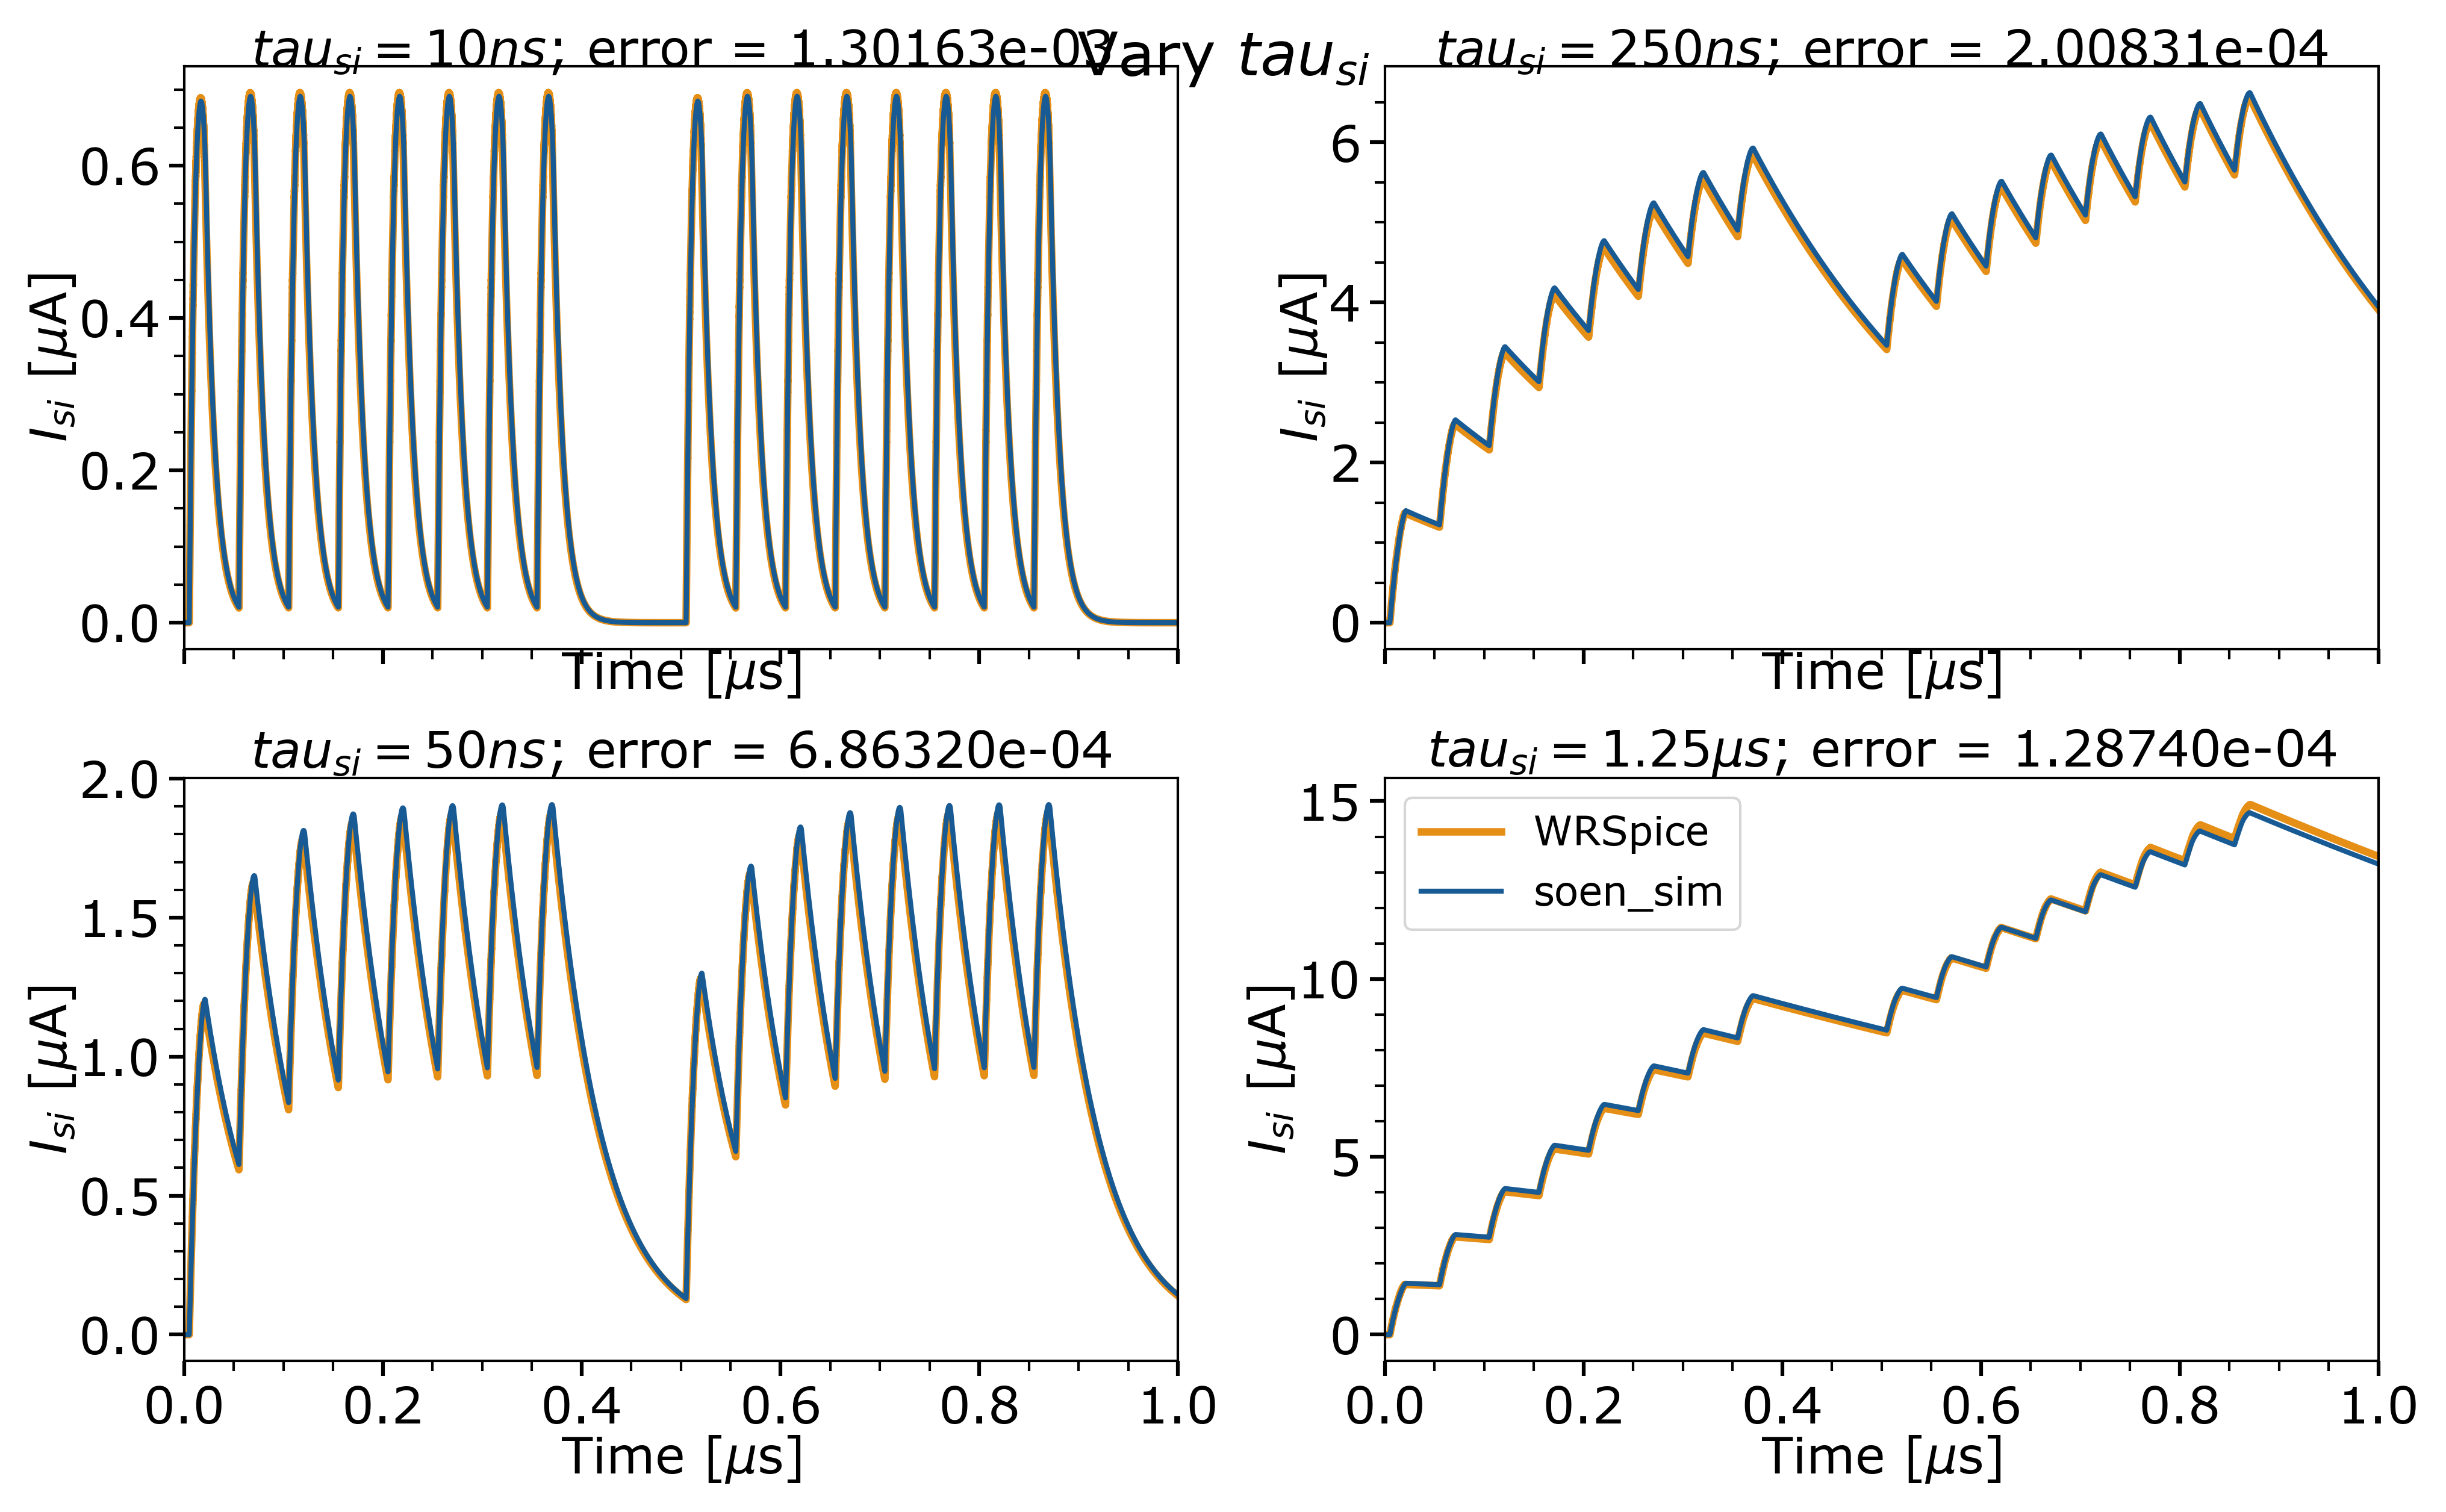 Vary tau_si
tau_si = 10ns; error = 1.30163e-03
I_si [μA]
0.6
0.4
0.2
0.0
Time [μs]
tau_si = 250ns; error = 2.00831e-04
I_si [μA]
6
4
2
0
Time [μs]
tau_si = 50ns; error = 6.86320e-04
I_si [μA]
2.0
1.5
1.0
0.5
0.0
0.0 0.2 0.4 0.6 0.8 1.0
Time [μs]
tau_si = 1.25μs; error = 1.28740e-04
I_si [μA]
15
10
5
0
WRSpice
soen_sim
0.0 0.2 0.4 0.6 0.8 1.0
Time [μs]